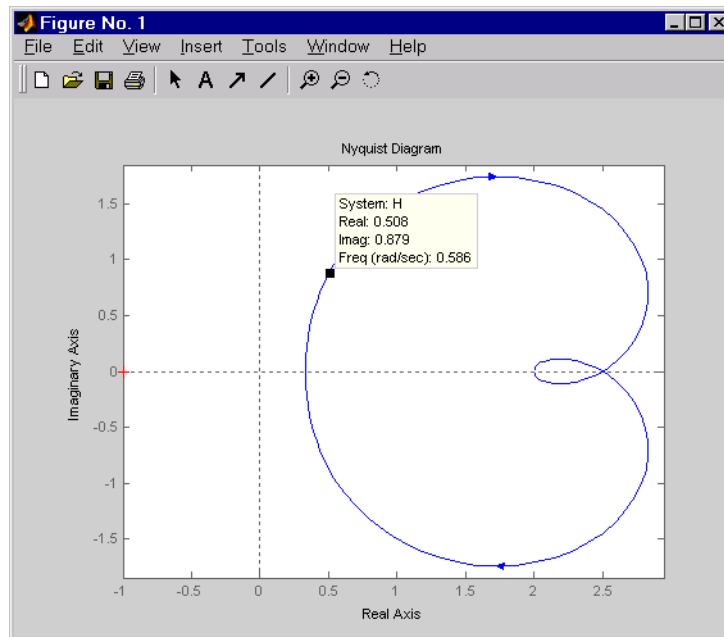 Figure No. 1
File Edit View Insert Tools Window Help
A
Nyquist Diagram
System: H
Real: 0.508
Imag: 0.879
Freq (rad/sec): 0.586
1.5
1
0.5
0
-0.5
-1
-1.5
Imaginary Axis
-1 -0.5 0 0.5 1 1.5 2 2.5
Real Axis